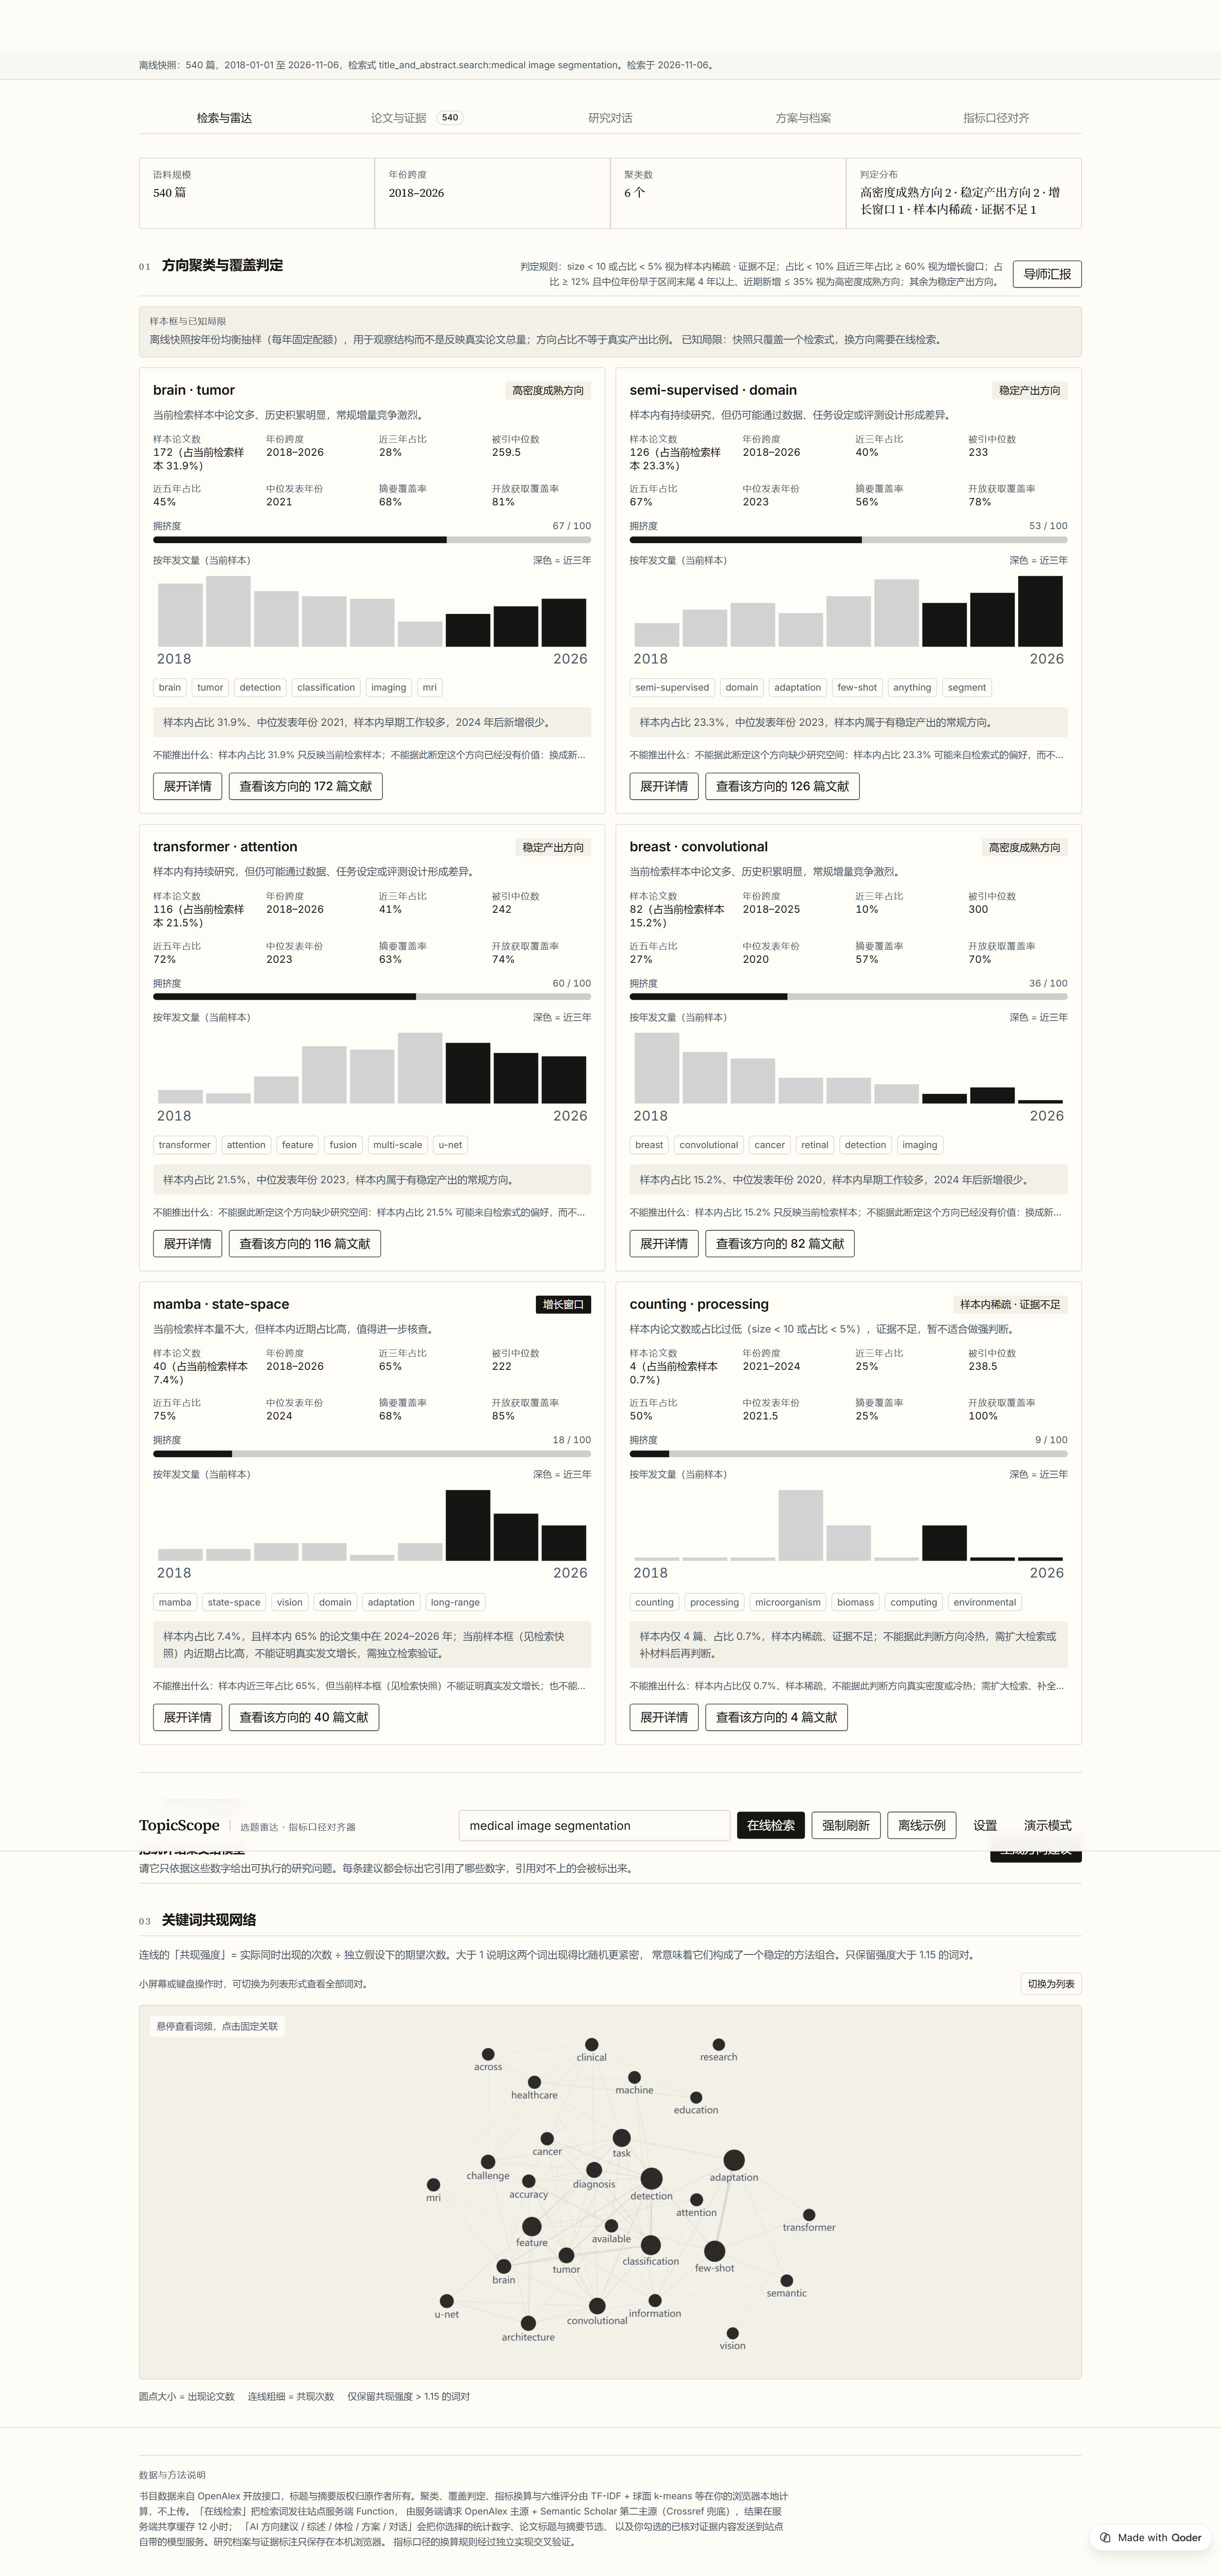 离线快照：540 篇，2018-01-01 至 2026-11-06，检索式 title_and_abstract.search:medical image segmentation。检索于 2026-11-06。
检索与雷达
论文与证据 540
研究对话
方案与档案
指标口径对齐
语料规模
540 篇
年份跨度
2018–2026
聚类数
6 个
判定分布
高密度成熟方向 2 · 稳定产出方向 2 · 增
长窗口 1 · 样本内稀疏 · 证据不足 1
01 方向聚类与覆盖判定
判定规则：size < 10 或占比 < 5% 视为样本内稀疏 · 证据不足；占比 < 10% 且近三年占比 ≥ 60% 视为增长窗口；占
比 ≥ 12% 且中位年份早于区间末尾 4 年以上、近期新增 ≤ 35% 视为高密度成熟方向；其余为稳定产出方向。
导师汇报
样本框与已知局限
离线快照按年份均衡抽样（每年固定配额），用于观察结构而不是反映真实论文总量；方向占比不等于真实产出比例。 已知局限：快照只覆盖一个检索式，换方向需要在线检索。
brain · tumor
高密度成熟方向
当前检索样本中论文多、历史积累明显，常规增量竞争激烈。
样本论文数 年份跨度 近三年占比 被引中位数
172（占当前检索样 2018–2026 28% 259.5
本 31.9%）
近五年占比 中位发表年份 摘要覆盖率 开放获取覆盖率
45% 2021 68% 81%
拥挤度 67 / 100
按年发文量（当前样本） 深色 = 近三年
2018 2026
brain tumor detection classification imaging mri
样本内占比 31.9%、中位发表年份 2021，样本内早期工作较多，2024 年后新增很少。
不能推出什么：样本内占比 31.9% 只反映当前检索样本；不能据此断定这个方向已经没有价值：换成新...
展开详情 查看该方向的 172 篇文献
semi-supervised · domain
稳定产出方向
样本内有持续研究，但仍可能通过数据、任务设定或评测设计形成差异。
样本论文数 年份跨度 近三年占比 被引中位数
126（占当前检索样 2018–2026 40% 233
本 23.3%）
近五年占比 中位发表年份 摘要覆盖率 开放获取覆盖率
67% 2023 56% 78%
拥挤度 53 / 100
按年发文量（当前样本） 深色 = 近三年
2018 2026
semi-supervised domain adaptation few-shot anything segment
样本内占比 23.3%，中位发表年份 2023，样本内属于有稳定产出的常规方向。
不能推出什么：不能据此断定这个方向缺少研究空间：样本内占比 23.3% 可能来自检索式的偏好，而不...
展开详情 查看该方向的 126 篇文献
transformer · attention
稳定产出方向
样本内有持续研究，但仍可能通过数据、任务设定或评测设计形成差异。
样本论文数 年份跨度 近三年占比 被引中位数
116（占当前检索样 2018–2026 41% 242
本 21.5%）
近五年占比 中位发表年份 摘要覆盖率 开放获取覆盖率
72% 2023 63% 74%
拥挤度 60 / 100
按年发文量（当前样本） 深色 = 近三年
2018 2026
transformer attention feature fusion multi-scale u-net
样本内占比 21.5%，中位发表年份 2023，样本内属于有稳定产出的常规方向。
不能推出什么：不能据此断定这个方向缺少研究空间：样本内占比 21.5% 可能来自检索式的偏好，而不...
展开详情 查看该方向的 116 篇文献
breast · convolutional
高密度成熟方向
当前检索样本中论文多、历史积累明显，常规增量竞争激烈。
样本论文数 年份跨度 近三年占比 被引中位数
82（占当前检索样本 2018–2025 10% 300
15.2%）
近五年占比 中位发表年份 摘要覆盖率 开放获取覆盖率
27% 2020 57% 70%
拥挤度 36 / 100
按年发文量（当前样本） 深色 = 近三年
2018 2026
breast convolutional cancer retinal detection imaging
样本内占比 15.2%、中位发表年份 2020，样本内早期工作较多，2024 年后新增很少。
不能推出什么：样本内占比 15.2% 只反映当前检索样本；不能据此断定这个方向已经没有价值：换成新...
展开详情 查看该方向的 82 篇文献
mamba · state-space
增长窗口
当前检索样本量不大，但样本内近期占比高，值得进一步核查。
样本论文数 年份跨度 近三年占比 被引中位数
40（占当前检索样本 2018–2026 65% 222
7.4%）
近五年占比 中位发表年份 摘要覆盖率 开放获取覆盖率
75% 2024 68% 85%
拥挤度 18 / 100
按年发文量（当前样本） 深色 = 近三年
2018 2026
mamba state-space vision domain adaptation long-range
样本内占比 7.4%，且样本内 65% 的论文集中在 2024–2026 年；当前样本框（见检索快
照）内近期占比高，不能证明真实发文增长，需独立检索验证。
不能推出什么：样本内近三年占比 65%，但当前样本框（见检索快照）不能证明真实发文增长；也不能...
展开详情 查看该方向的 40 篇文献
counting · processing
样本内稀疏 · 证据不足
样本内论文数或占比过低（size < 10 或占比 < 5%），证据不足，暂不适合做强判断。
样本论文数 年份跨度 近三年占比 被引中位数
4（占当前检索样本 2021–2024 25% 238.5
0.7%）
近五年占比 中位发表年份 摘要覆盖率 开放获取覆盖率
50% 2021.5 25% 100%
拥挤度 9 / 100
按年发文量（当前样本） 深色 = 近三年
2018 2026
counting processing microorganism biomass computing environmental
样本内仅 4 篇、占比 0.7%，样本内稀疏、证据不足；不能据此判断方向冷热，需扩大检索或
补材料后再判断。
不能推出什么：样本内占比仅 0.7%、样本稀疏，不能据此判断方向真实密度或冷热；需扩大检索、补全...
展开详情 查看该方向的 4 篇文献
TopicScope 选题雷达 · 指标口径对齐器
medical image segmentation
在线检索 强制刷新 离线示例 设置 演示模式
请它只依据这些数字给出可执行的研究问题。每条建议都会标出它引用了哪些数字，引用对不上的会被标出来。
03 关键词共现网络
连线的「共现强度」= 实际同时出现的次数 ÷ 独立假设下的期望次数。大于 1 说明这两个词出现得比随机更紧密， 常意味着它们构成了一个稳定的方法组合。只保留强度大于 1.15 的词对。
小屏幕或键盘操作时，可切换为列表形式查看全部词对。
切换为列表
悬停查看词频，点击固定关联
across
clinical
research
healthcare
machine
education
cancer
task
challenge
diagnosis
adaptation
mri
accuracy
detection
attention
transformer
feature
available
classification
tumor
few-shot
brain
semantic
u-net
convolutional
information
architecture
vision
圆点大小 = 出现论文数 连线粗细 = 共现次数 仅保留共现强度 > 1.15 的词对
数据与方法说明
书目数据来自 OpenAlex 开放接口，标题与摘要版权归原作者所有。聚类、覆盖判定、指标换算与六维评分由 TF-IDF + 球面 k-means 等在你的浏览器本地计
算，不上传。「在线检索」把检索词发往站点服务端 Function， 由服务端请求 OpenAlex 主源 + Semantic Scholar 第二主源（Crossref 兜底），结果在服
务端共享缓存 12 小时； 「AI 方向建议 / 综述 / 体检 / 方案 / 对话」会把你选择的统计数字、论文标题与摘要节选、 以及你勾选的已核对证据内容发送到站点
自带的模型服务。研究档案与证据标注只保存在本机浏览器。 指标口径的换算规则经过独立实现交叉验证。
Made with Qoder